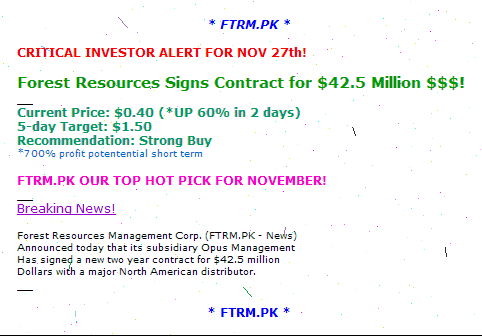 * FTRM.PK *
CRITICAL INVESTOR ALERT FOR NOV 27th!
Forest Resources Signs Contract for $42.5 Million $$$!
Current Price: $0.40 (*UP 60% in 2 days)
5-day Target: $1.50
Recommendation: Strong Buy
*700% profit potentential short term
FTRM.PK OUR TOP HOT PICK FOR NOVEMBER!
Breaking News!
Forest Resources Management Corp. (FTRM.PK - News)
Announced today that its subsidiary Opus Management
Has signed a new two year contract for $42.5 million
Dollars with a major North American distributor.
* FTRM.PK *